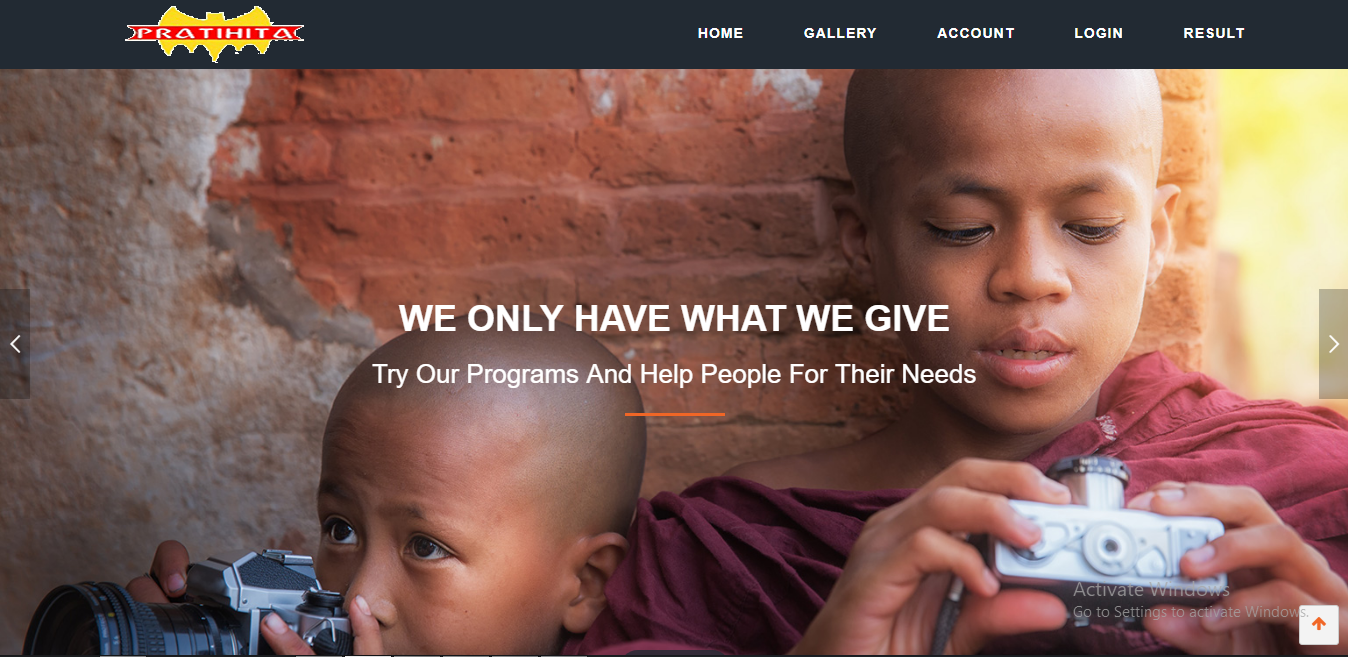 PRATIHITA
HOME GALLERY ACCOUNT LOGIN RESULT
WE ONLY HAVE WHAT WE GIVE
Try Our Programs And Help People For Their Needs
Activate Windows
Go to Settings to activate Windows.